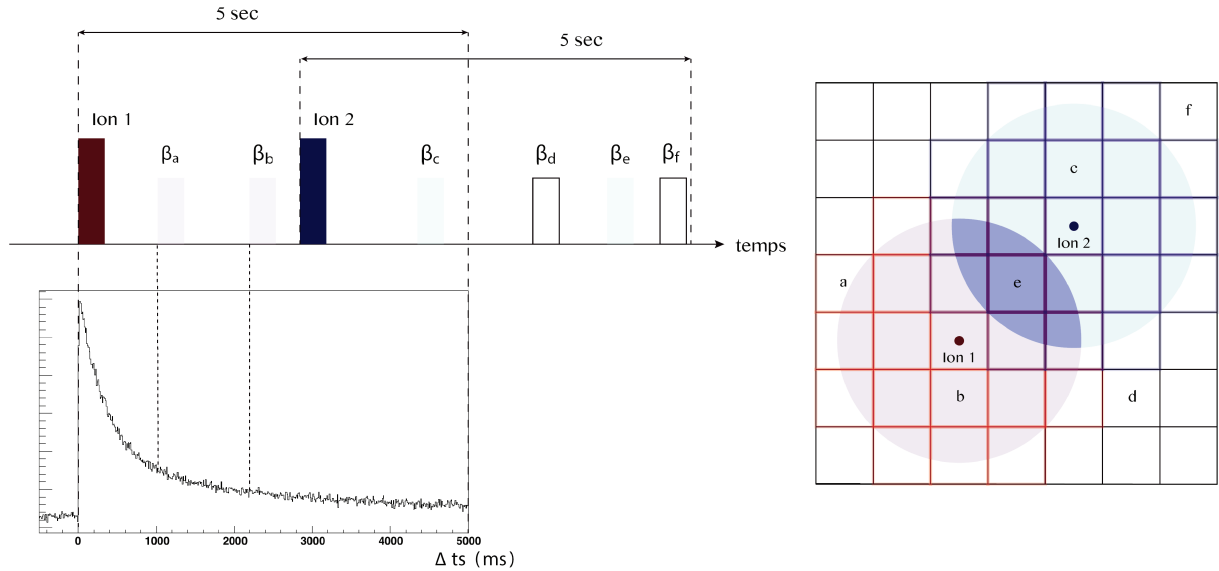 5 sec
5 sec
Ion 1
Ion 2
βa
βb
βc
βd
βe
βf
temps
0
1000
2000
3000
4000
5000
Δ ts (ms)
f
c
Ion 2
a
e
Ion 1
b
d